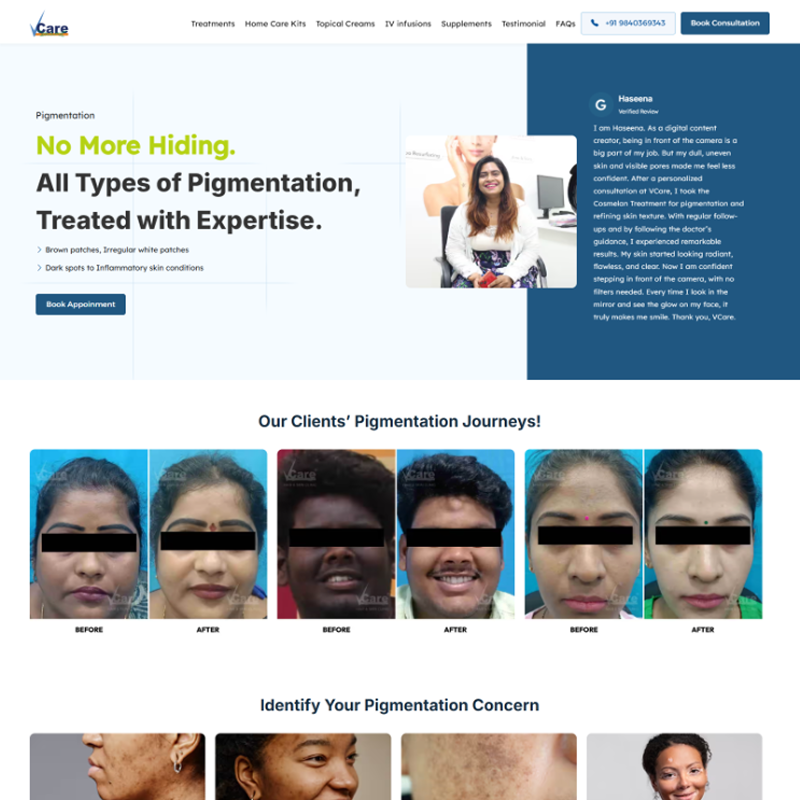 VCare
Treatments
Home Care Kits
Topical Creams
IV infusions
Supplements
Testimonial
FAQs
+91 9840369343
Book Consultation
Pigmentation
No More Hiding.
All Types of Pigmentation,
Treated with Expertise.
Brown patches, Irregular white patches
Dark spots to Inflammatory skin conditions
Book Appoinment
G
Haseena
Verified Review
I am Haseena. As a digital content
creator, being in front of the camera is a
big part of my job. But my dull, uneven
skin and visible pores made me feel less
confident. After a personalized
consultation at VCare, I took the
Cosmelan Treatment for pigmentation and
refining skin texture. With regular follow-
ups and by following the doctor's
guidance, I experienced remarkable
results. My skin started looking radiant,
flawless, and clear. Now I am confident
stepping in front of the camera, with no
filters needed. Every time I look in the
mirror and see the glow on my face, it
truly makes me smile. Thank you, VCare.
Our Clients' Pigmentation Journeys!
VCare
VCare
VCare
VCare
VCare
VCare
BEFORE
AFTER
BEFORE
AFTER
BEFORE
AFTER
Identify Your Pigmentation Concern